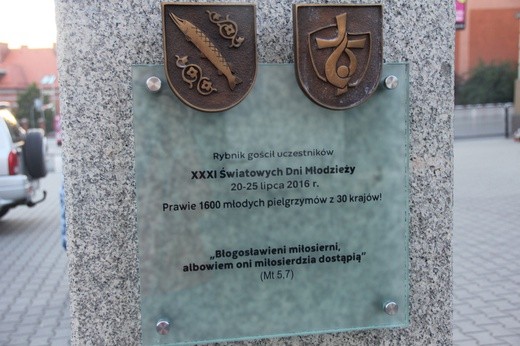 Rybnik gościł uczestników
XXXI Światowych Dni Młodzieży
20-25 lipca 2016 r.
Prawie 1600 młodych pielgrzymów z 30 krajów!
„Błogosławieni miłosierni,
albowiem oni miłosierdzia dostąpią”
(Mt 5,7)